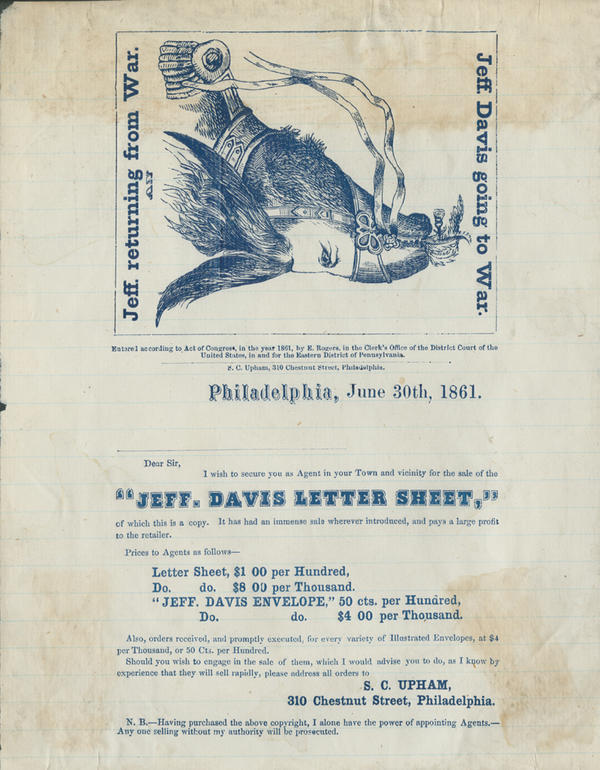 Jeff. returning from War.
Jeff Davis going to War.
Entered according to Act of Congress, in the year 1861, by E. Rogers, in the Clerk's Office of the District Court of the
United States, in and for the Eastern District of Pennsylvania.
S. C. Upham, 310 Chestnut Street, Philadelphia.
Philadelphia, June 30th, 1861.
Dear Sir,
I wish to secure you as Agent in your Town and vicinity for the sale of the
"“JEFF. DAVIS LETTER SHEET,”
of which this is a copy. It has had an immense sale wherever introduced, and pays a large profit
to the retailer.
Prices to Agents as follows—
Letter Sheet, $1 00 per Hundred,
Do. do. $8 00 per Thousand.
“JEFF. DAVIS ENVELOPE,” 50 cts. per Hundred,
Do. do. $4 00 per Thousand.
Also, orders received, and promptly executed, for every variety of Illustrated Envelopes, at $4
per Thousand, or 50 Cts. per Hundred.
Should you wish to engage in the sale of them, which I would advise you to do, as I know by
experience that they will sell rapidly, please address all orders to
S. C. UPHAM,
310 Chestnut Street, Philadelphia.
N. B.—Having purchased the above copyright, I alone have the power of appointing Agents.—
Any one selling without my authority will be prosecuted.